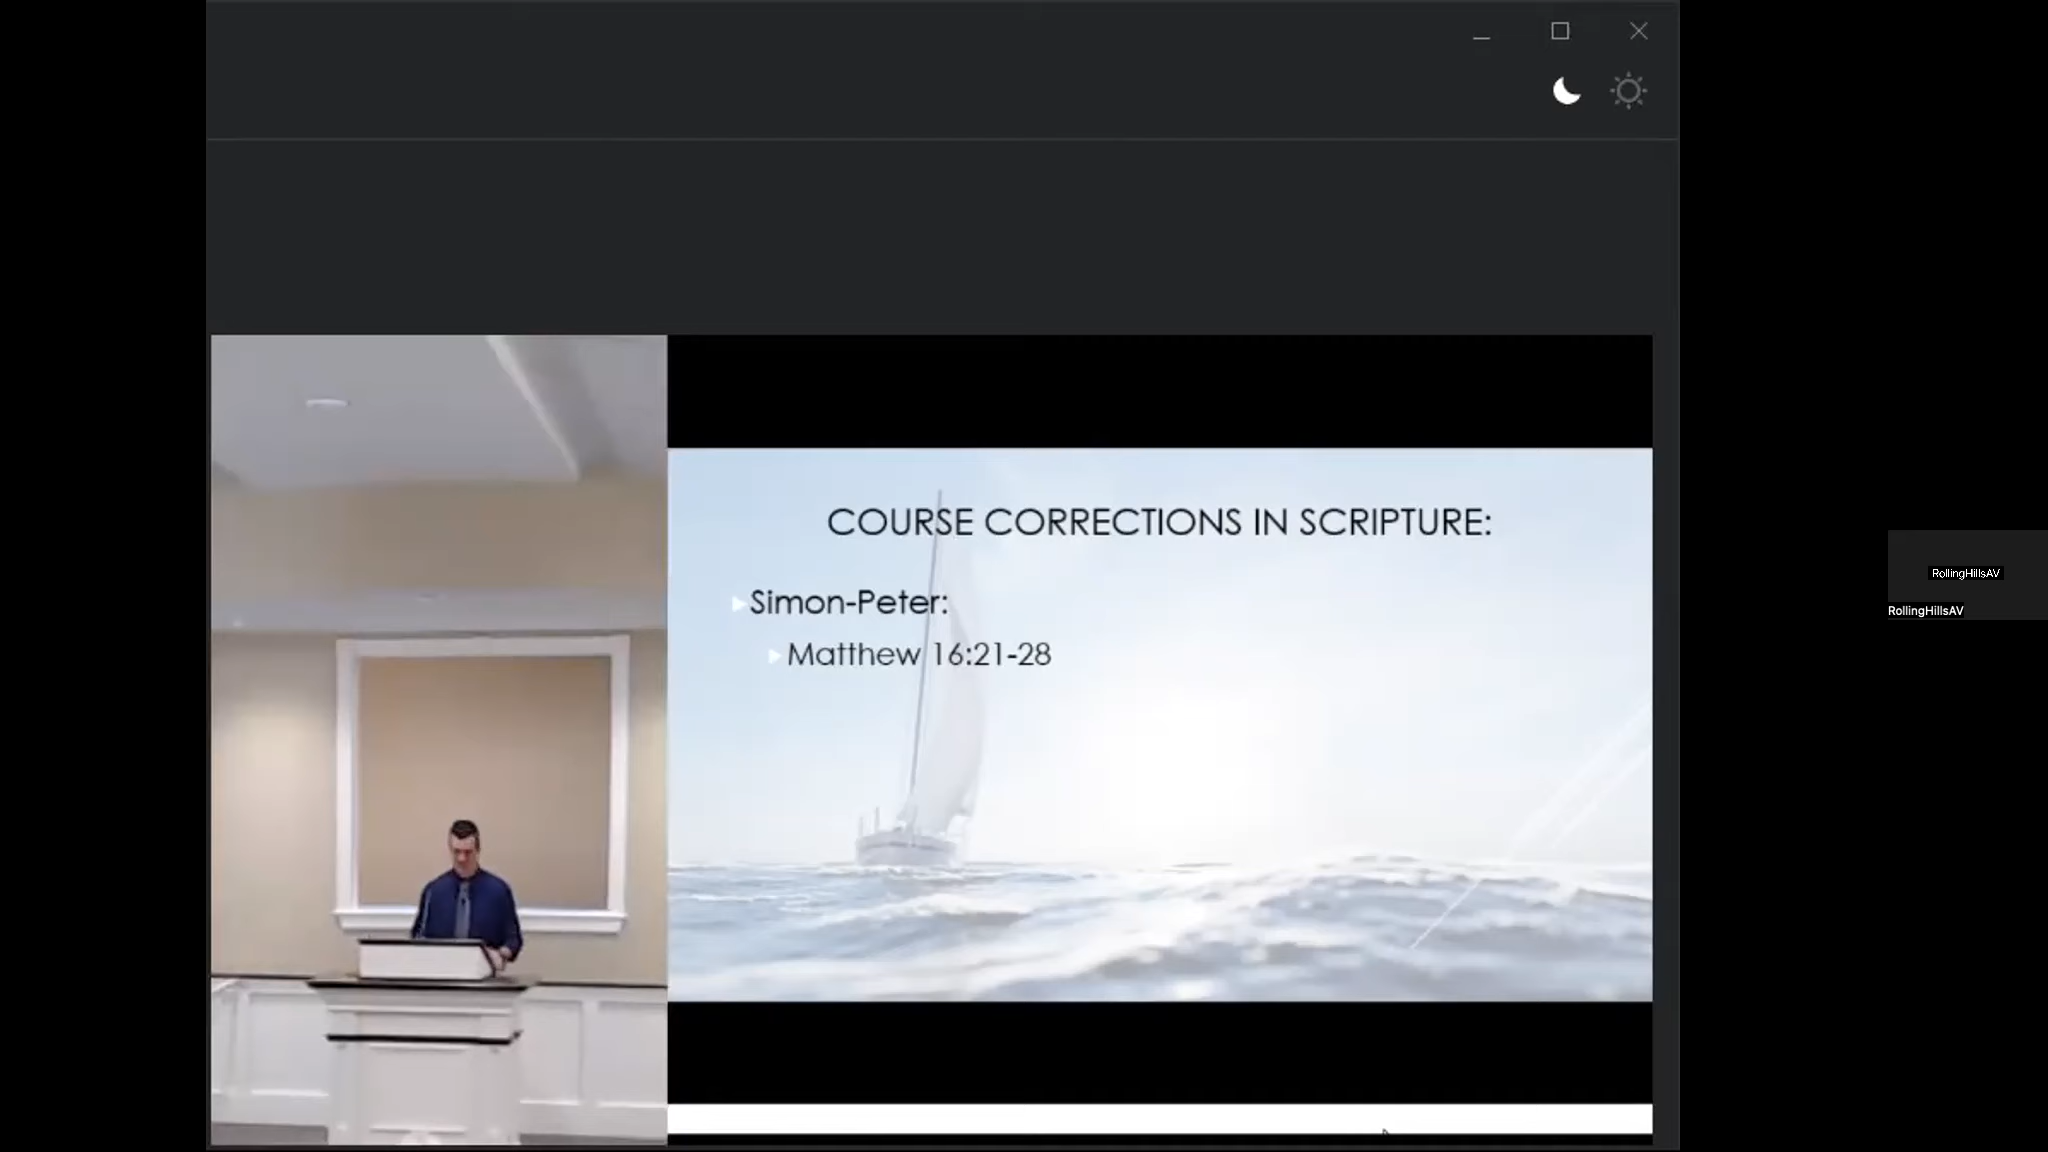 COURSE CORRECTIONS IN SCRIPTURE:
Simon-Peter:
Matthew 16:21-28
RollingHillsAV
RollingHillsAV